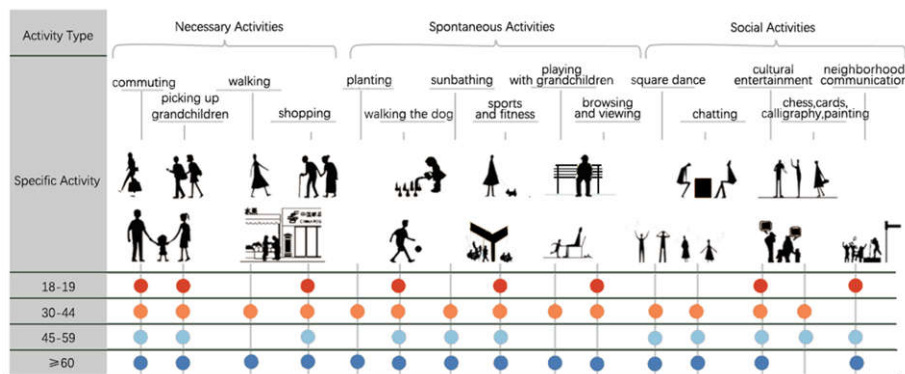 Activity Type
Necessary Activities
Spontaneous Activities
Social Activities
commuting
picking up
grandchildren
walking
shopping
planting
walking the dog
sunbathing
sports
and fitness
playing
with grandchildren
browsing
and viewing
square dance
chatting
cultural
entertainment
chess,cards,
calligraphy,painting
neighborhood
communication
Specific Activity
18-19
30-44
45-59
≥60